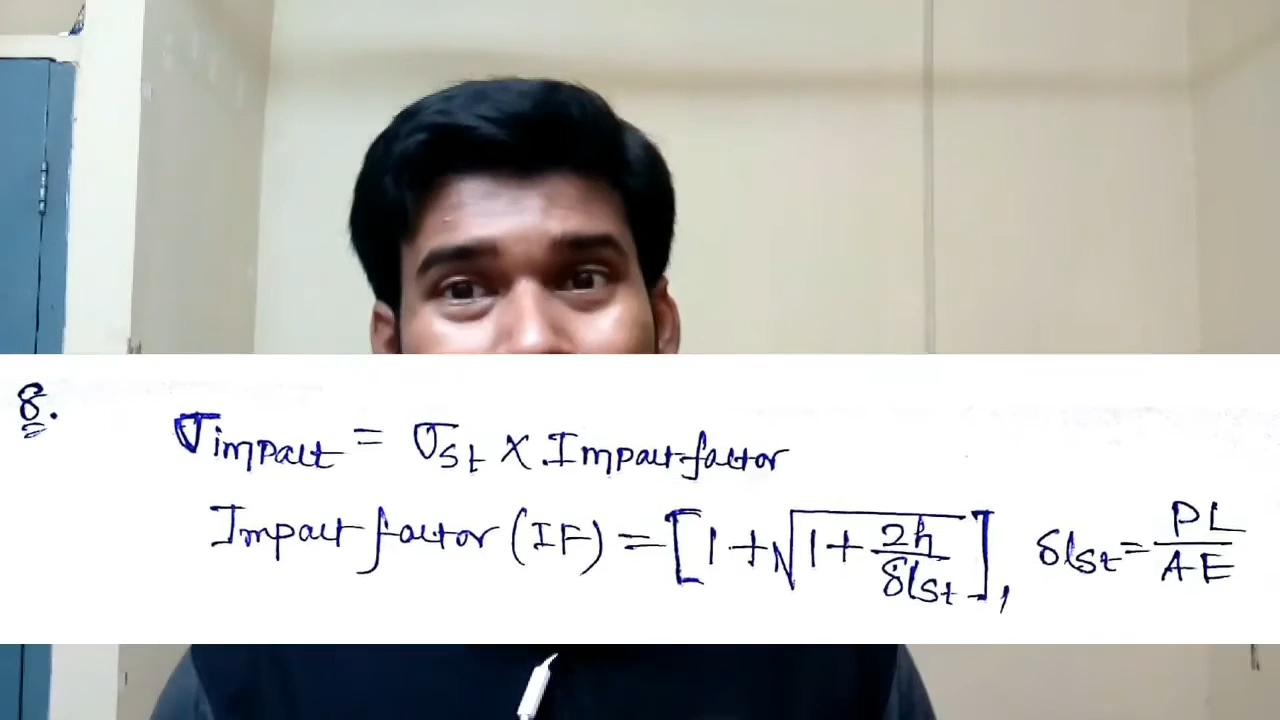 8.
σimpact = σst × Impact factor
Impact factor (IF) = [1 + √(1 + 2h/δlst)], δlst = PL/AE